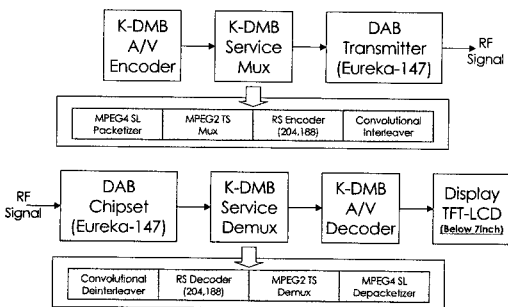 K-DMB
A/V
Encoder
K-DMB
Service
Mux
DAB
Transmitter
(Eureka-147)
RF
Signal
MPEG4 SL
Packetizer
MPEG2 TS
Mux
RS Encoder
(204,188)
Convolutional
Interleaver
RF
Signal
DAB
Chipset
(Eureka-147)
K-DMB
Service
Demux
K-DMB
A/V
Decoder
Display
TFT-LCD
(Below 7inch)
Convolutional
Deinterleaver
RS Decoder
(204,188)
MPEG2 TS
Demux
MPEG4 SL
Depacketizer